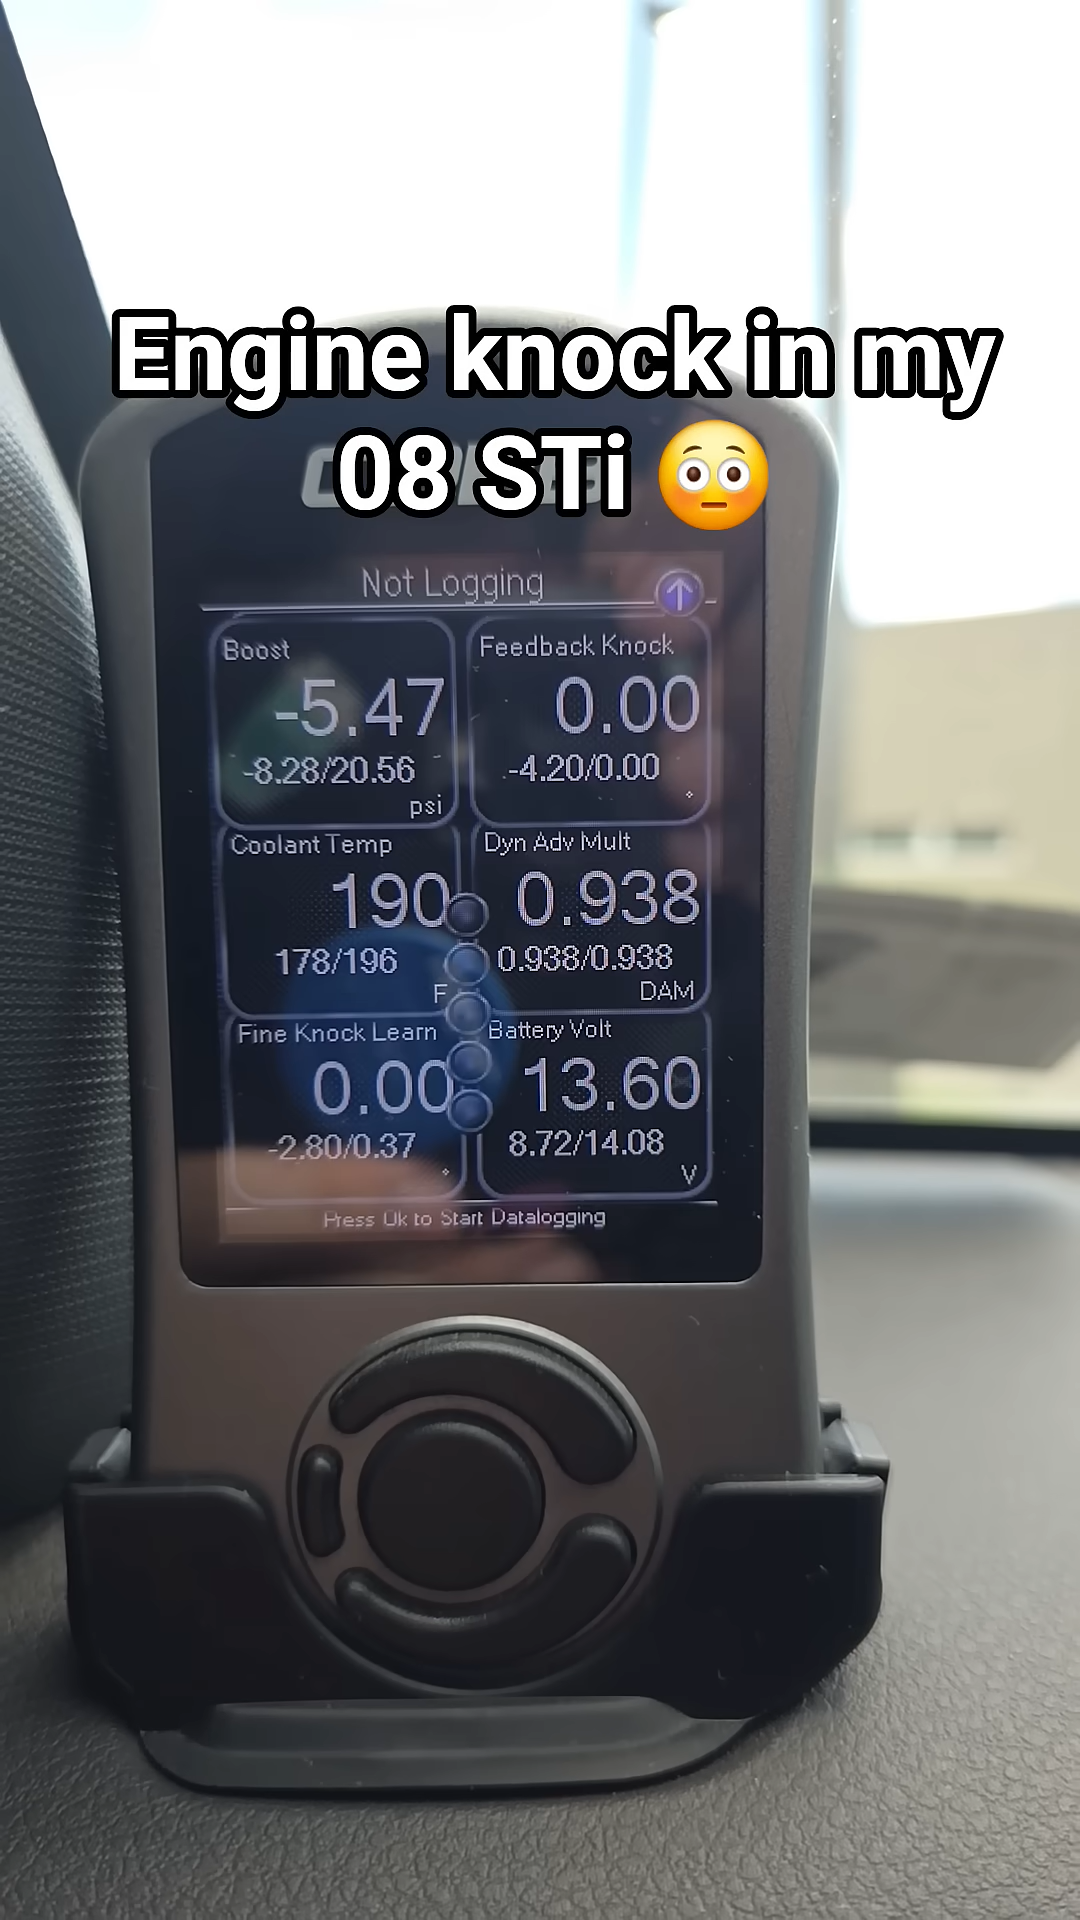 Engine knock in my
08 STi 😳
Not Logging
Boost
-5.47
-8.28/20.56
psi
Feedback Knock
0.00
-4.20/0.00
°
Coolant Temp
190
178/196
F
Dyn Adv Mult
0.938
0.938/0.938
DAM
Fine Knock Learn
0.00
-2.80/0.37
°
Battery Volt
13.60
8.72/14.08
V
Press Ok to Start Datalogging